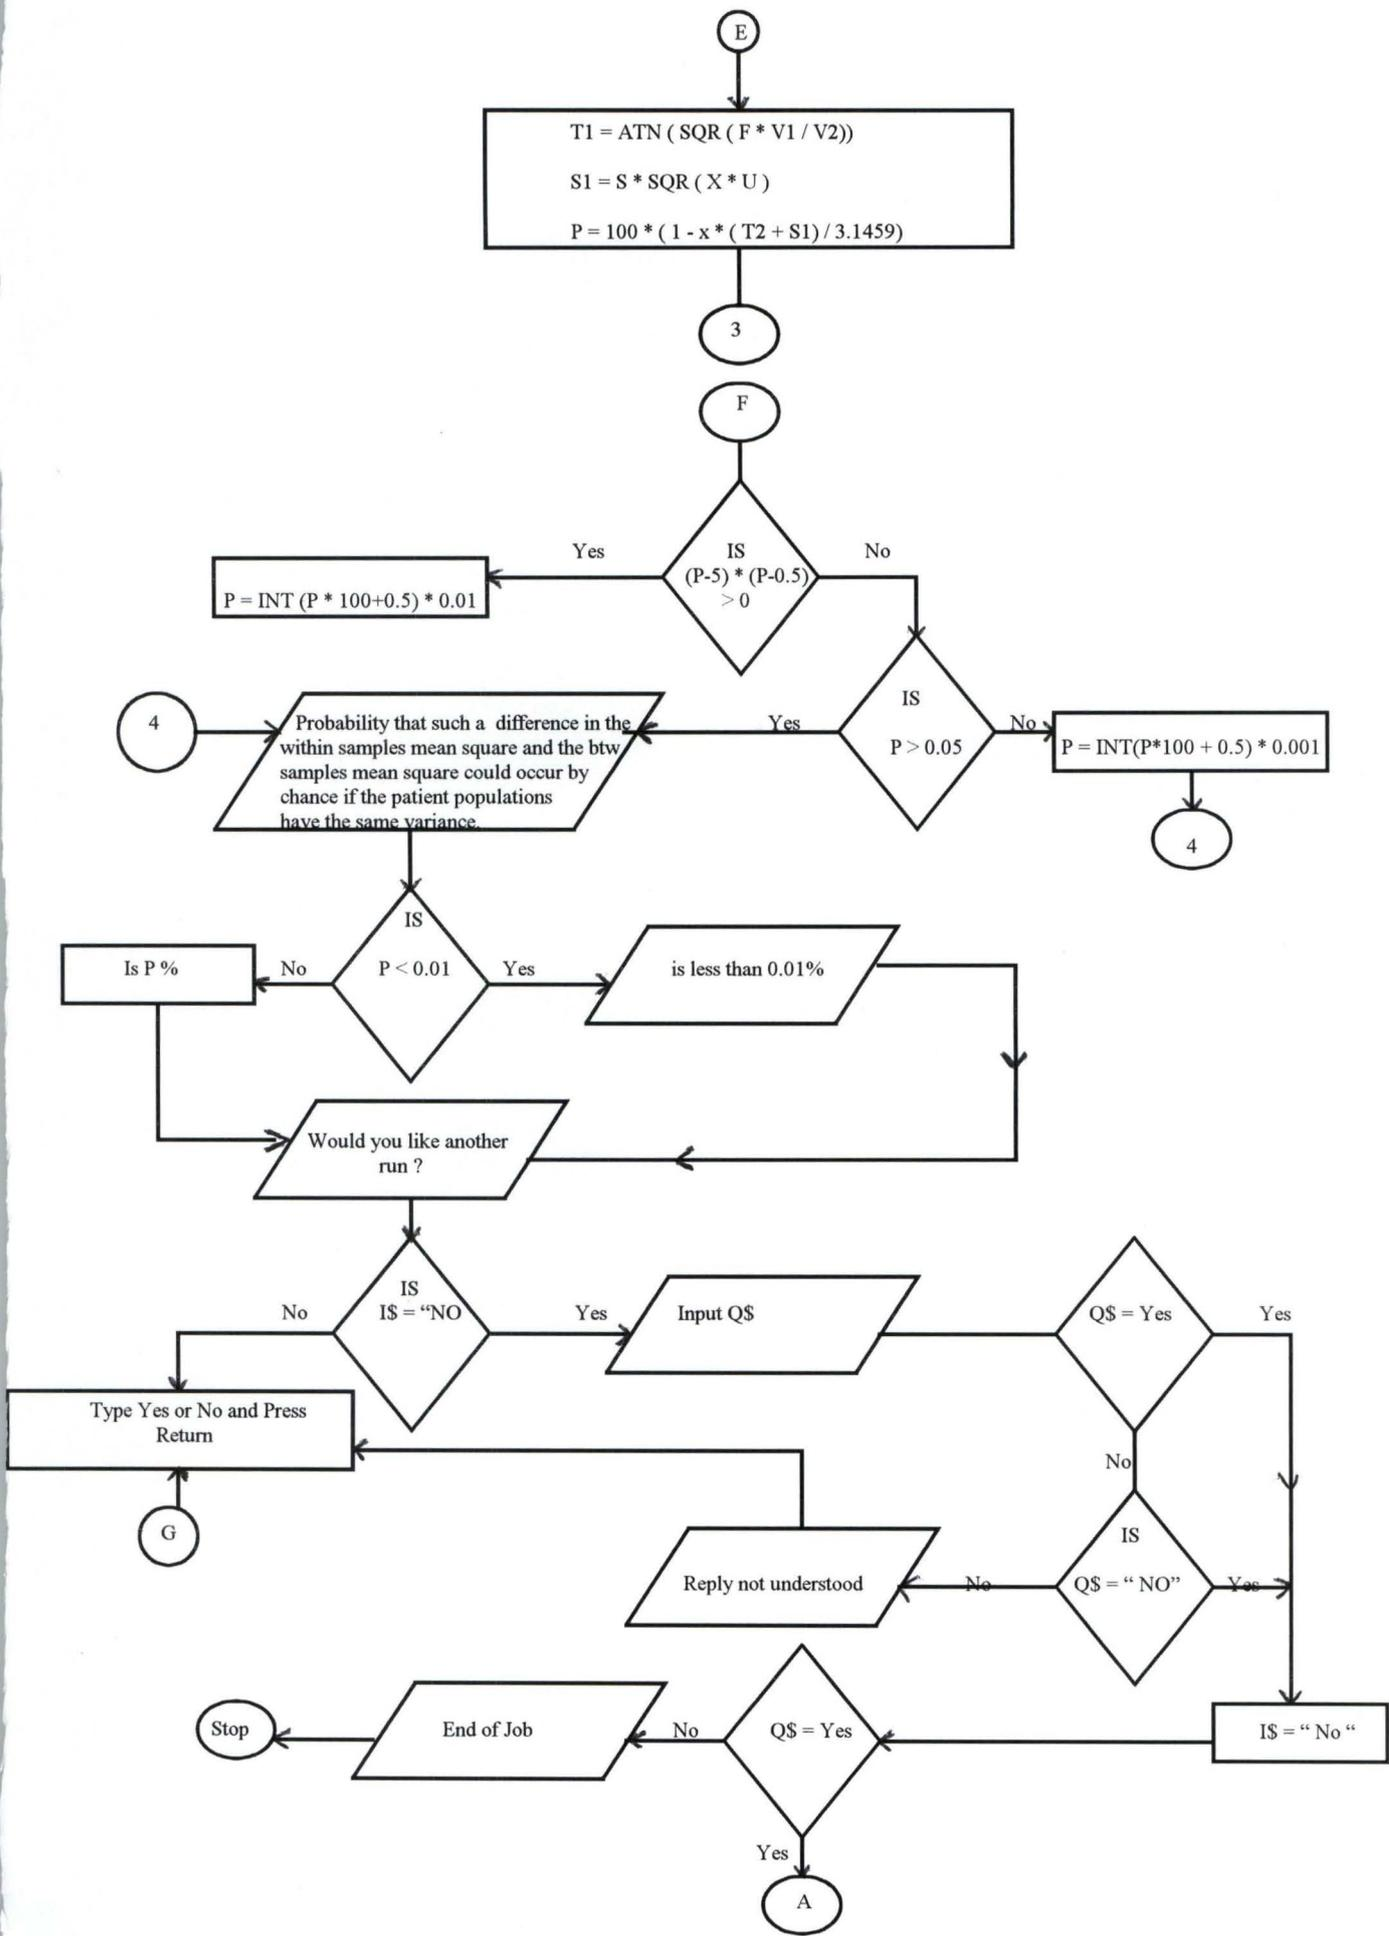 E
T1 = ATN ( SQR ( F * V1 / V2))
S1 = S * SQR ( X * U )
P = 100 * ( 1 - x * ( T2 + S1) / 3.1459)
3
F
Yes
IS
(P-5) * (P-0.5)
> 0
No
P = INT (P * 100+0.5) * 0.01
4
Probability that such a difference in the
within samples mean square and the btw
samples mean square could occur by
chance if the patient populations
have the same variance.
Yes
IS
P > 0.05
No
P = INT(P*100 + 0.5) * 0.001
4
Is P %
No
IS
P < 0.01
Yes
is less than 0.01%
Would you like another
run ?
No
IS
I$ = “NO
Yes
Input Q$
Q$ = Yes
Yes
Type Yes or No and Press
Return
No
G
Reply not understood
No
IS
Q$ = “ NO”
Yes
Stop
End of Job
No
Q$ = Yes
I$ = “ No “
Yes
A